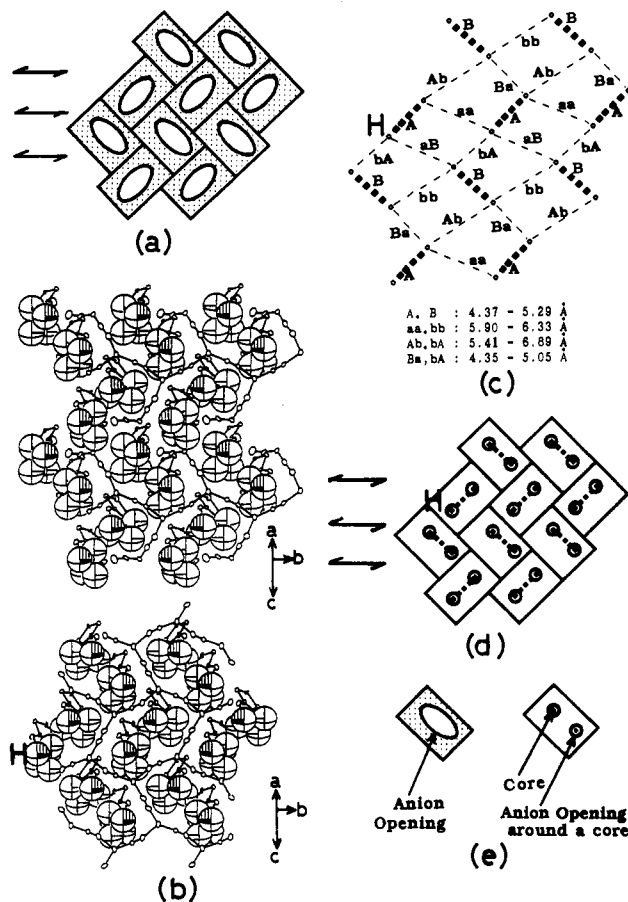 (a)
B
bb
B
Ab
Ba
Ab
Ba
H
A
aa
A
aa
A
bA
aB
bA
aB
bA
B
bb
B
bb
B
Ba
Ab
Ba
Ab
A
aa
A
A, B : 4.37 - 5.29 Å
aa,bb : 5.90 - 6.33 Å
Ab,bA : 5.41 - 6.89 Å
Ba,bA : 4.35 - 5.05 Å
(c)
a
b
c
H
(d)
H
a
b
c
(b)
Anion
Opening
Core
Anion Opening
around a core
(e)